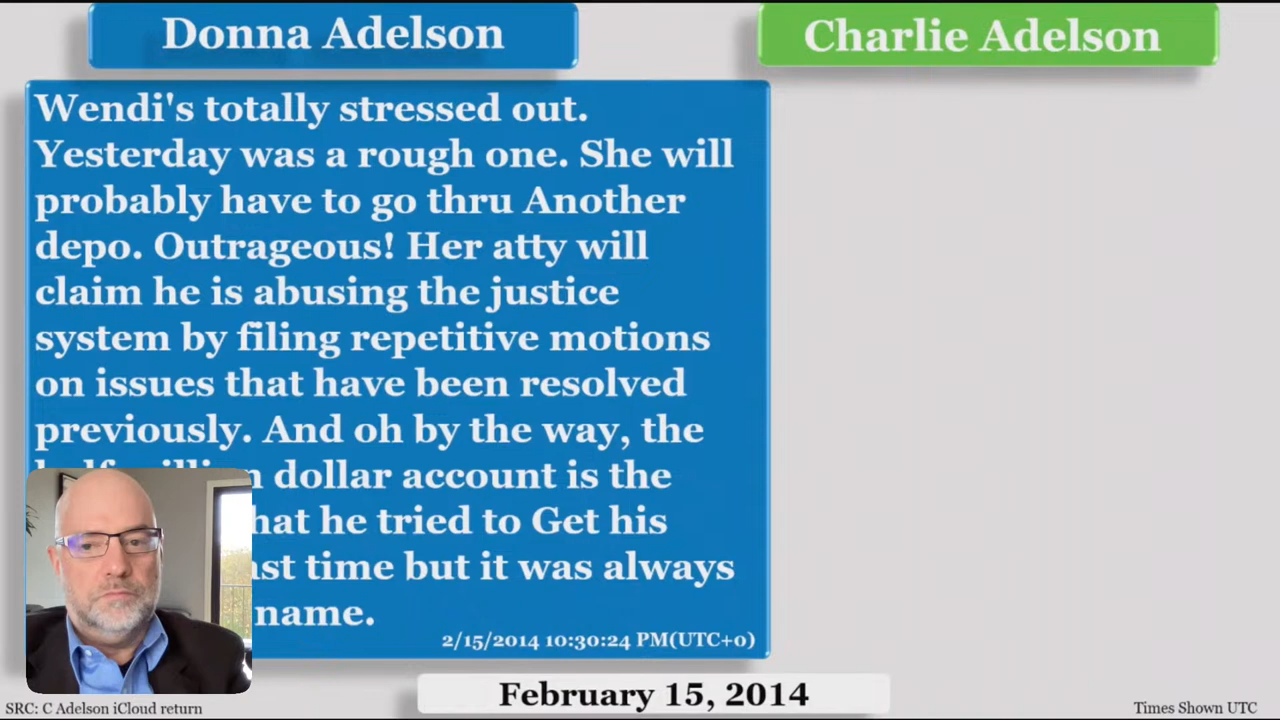 Donna Adelson
Charlie Adelson
Wendi's totally stressed out.
Yesterday was a rough one. She will
probably have to go thru Another
depo. Outrageous! Her atty will
claim he is abusing the justice
system by filing repetitive motions
on issues that have been resolved
previously. And oh by the way, the
dollar account is the
he tried to Get his
time but it was always
name.
2/15/2014 10:30:24 PM(UTC+0)
February 15, 2014
SRC: C Adelson iCloud return
Times Shown UTC